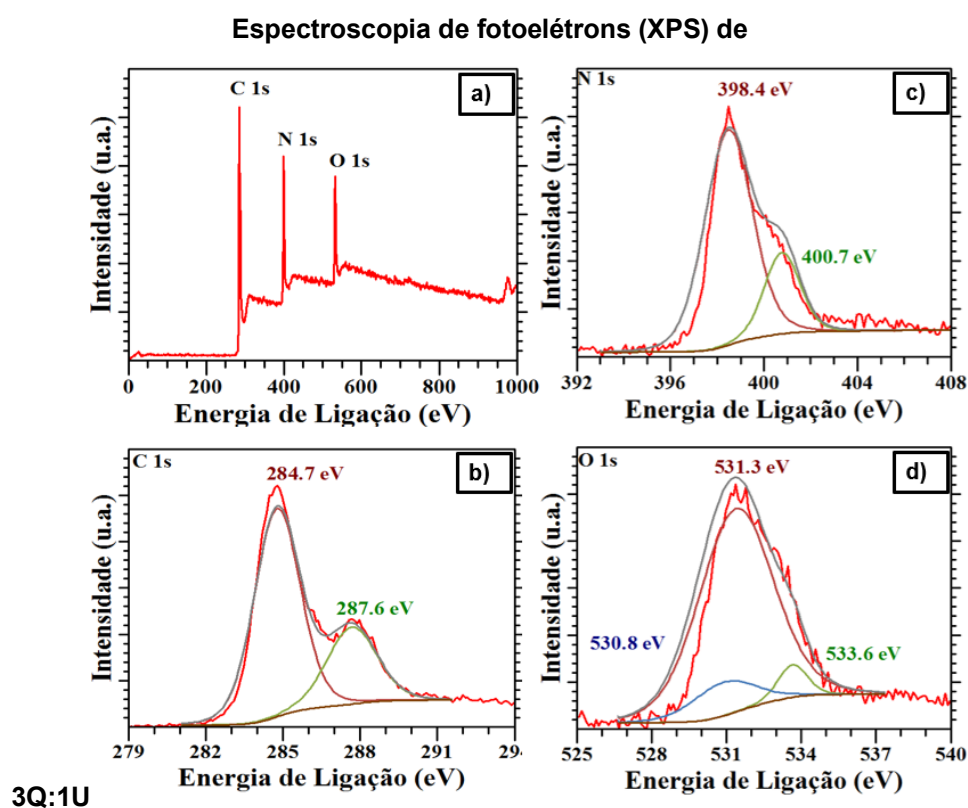 Espectroscopia de fotoelétrons (XPS) de
a)
C 1s
N 1s
O 1s
Intensidade (u.a.)
0 200 400 600 800 1000
Energia de Ligação (eV)
N 1s
c)
398.4 eV
400.7 eV
Intensidade (u.a.)
392 396 400 404 408
Energia de Ligação (eV)
C 1s
b)
284.7 eV
287.6 eV
Intensidade (u.a.)
279 282 285 288 291 29
Energia de Ligação (eV)
O 1s
d)
531.3 eV
530.8 eV
533.6 eV
Intensidade (u.a.)
525 528 531 534 537 540
Energia de Ligação (eV)
3Q:1U